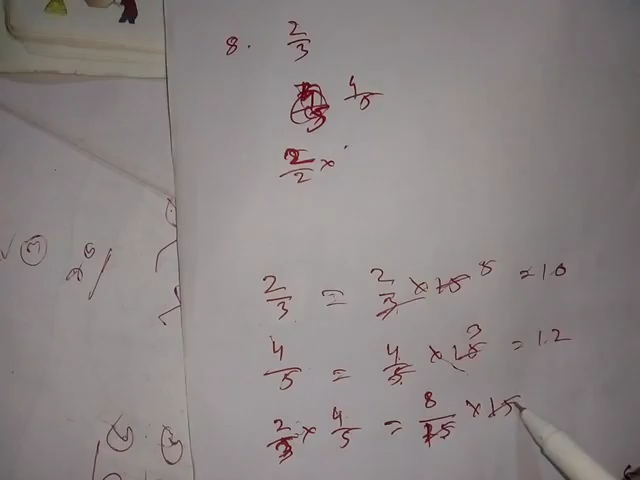 8. 2/3
4/5
2/2 ×
2/3 = 2/3 × 15 5 = 10
4/5 = 4/5 × 15 3 = 12
2/3 × 4/5 = 8/15 × 15